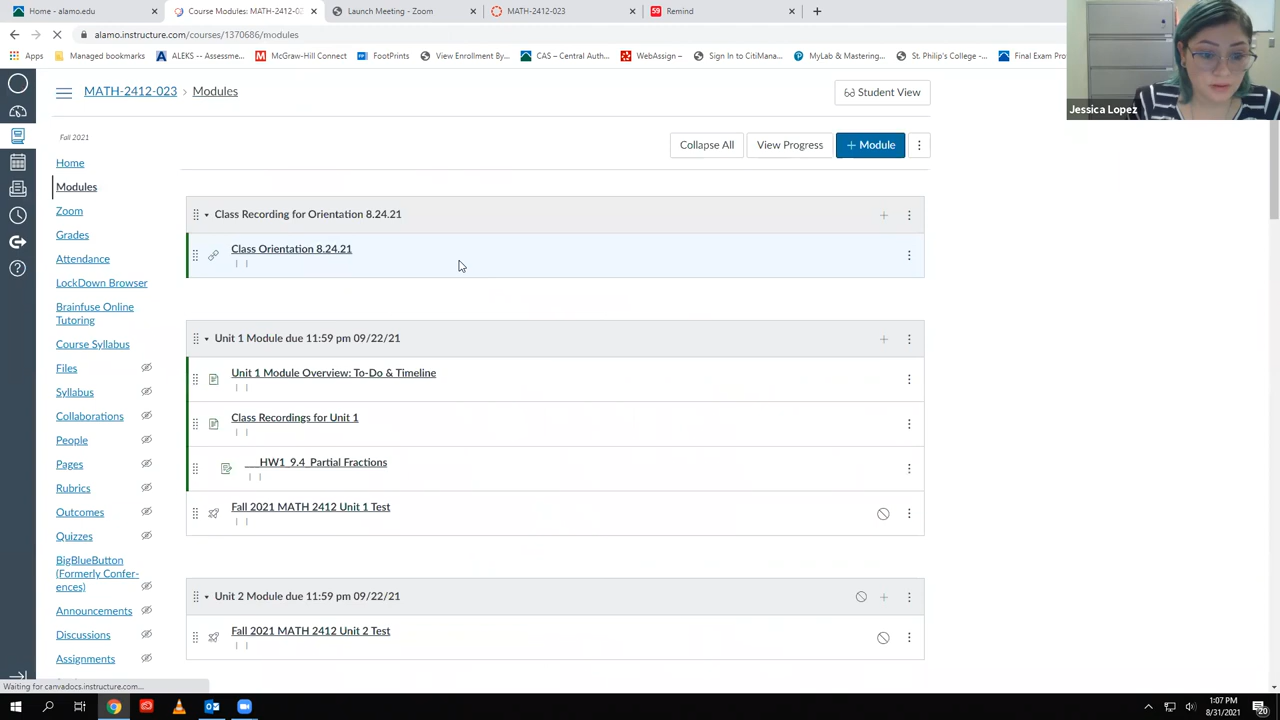 Home - alamo.edu
Course Modules: MATH-2412-02
Launch Meeting - Zoom
MATH-2412-023
Remind
alamo.instructure.com/courses/1370686/modules
Apps
Managed bookmarks
ALEKS -- Assessme...
McGraw-Hill Connect
FootPrints
View Enrollment By...
CAS – Central Auth...
WebAssign –
Sign In to CitiMana...
MyLab & Mastering...
St. Philip's College -...
Final Exam Pro
Jessica Lopez
MATH-2412-023 > Modules
Student View
Fall 2021
Collapse All
View Progress
+ Module
Home
Modules
Zoom
Grades
Attendance
LockDown Browser
Brainfuse Online
Tutoring
Course Syllabus
Files
Syllabus
Collaborations
People
Pages
Rubrics
Outcomes
Quizzes
BigBlueButton
(Formerly Confer-
ences)
Announcements
Discussions
Assignments
Class Recording for Orientation 8.24.21
Class Orientation 8.24.21
Unit 1 Module due 11:59 pm 09/22/21
Unit 1 Module Overview: To-Do & Timeline
Class Recordings for Unit 1
__HW1_9.4_Partial Fractions
Fall 2021 MATH 2412 Unit 1 Test
Unit 2 Module due 11:59 pm 09/22/21
Fall 2021 MATH 2412 Unit 2 Test
Waiting for canvadocs.instructure.com...
1:07 PM
8/31/2021
20